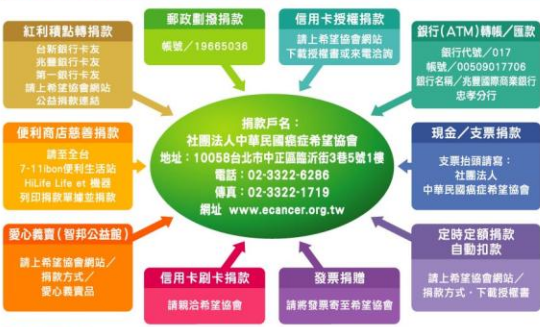 紅利積點轉捐款
台新銀行卡友
兆豐銀行卡友
第一銀行卡友
請上希望協會網站
公益捐款連結
郵政劃撥捐款
帳號/19665036
信用卡授權捐款
請上希望協會網站
下載授權書或來電洽詢
銀行(ATM)轉帳/匯款
銀行代號/017
帳號/00509017706
銀行名稱/兆豐國際商業銀行
忠孝分行
便利商店慈善捐款
請至全台
7-11ibon便利生活站
HiLife Life et 機器
列印捐款單據並捐款
捐款戶名:
社團法人中華民國癌症希望協會
地址:10058台北市中正區臨沂街3巷5號1樓
電話:02-3322-6286
傳真:02-3322-1719
網址 www.ecancer.org.tw
現金/支票捐款
支票抬頭請寫:
社團法人
中華民國癌症希望協會
愛心義賣(智邦公益館)
請上希望協會網站/
捐款方式/
愛心義賣品
信用卡刷卡捐款
請親洽希望協會
發票捐贈
請將發票寄至希望協會
定時定額捐款
自動扣款
請上希望協會網站/
捐款方式・下載授權書